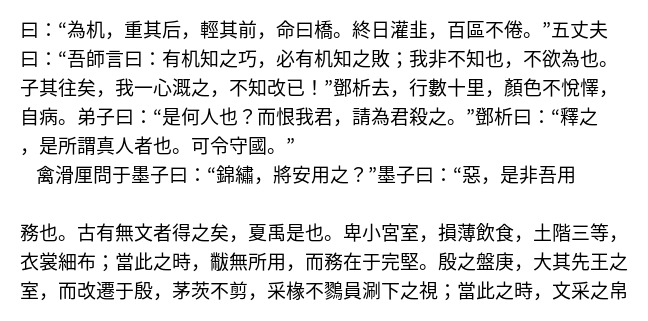 曰：“為机，重其后，輕其前，命曰橋。終日灌韭，百區不倦。”五丈夫
曰：“吾師言曰：有机知之巧，必有机知之敗；我非不知也，不欲為也。
子其往矣，我一心溉之，不知改已！”鄧析去，行數十里，顏色不悅懌，
自病。弟子曰：“是何人也？而恨我君，請為君殺之。”鄧析曰：“釋之
，是所謂真人者也。可令守國。”
禽滑厘問于墨子曰：“錦繡，將安用之？”墨子曰：“惡，是非吾用
務也。古有無文者得之矣，夏禹是也。卑小宮室，損薄飲食，土階三等，
衣裳細布；當此之時，黻無所用，而務在于完堅。殷之盤庚，大其先王之
室，而改遷于殷，茅茨不剪，采椽不鷚員涮下之視；當此之時，文采之帛